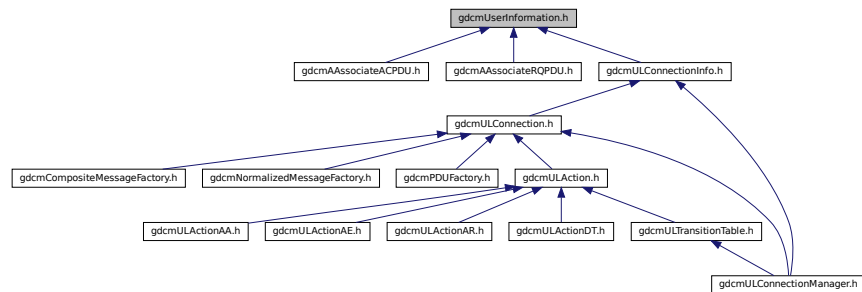 gdcmUserInformation.h
gdcmAAssociateACPDU.h
gdcmAAssociateRQPDU.h
gdcmULConnectionInfo.h
gdcmULConnection.h
gdcmCompositeMessageFactory.h
gdcmNormalizedMessageFactory.h
gdcmPDUFactory.h
gdcmULAction.h
gdcmULActionAA.h
gdcmULActionAE.h
gdcmULActionAR.h
gdcmULActionDT.h
gdcmULTransitionTable.h
gdcmULConnectionManager.h